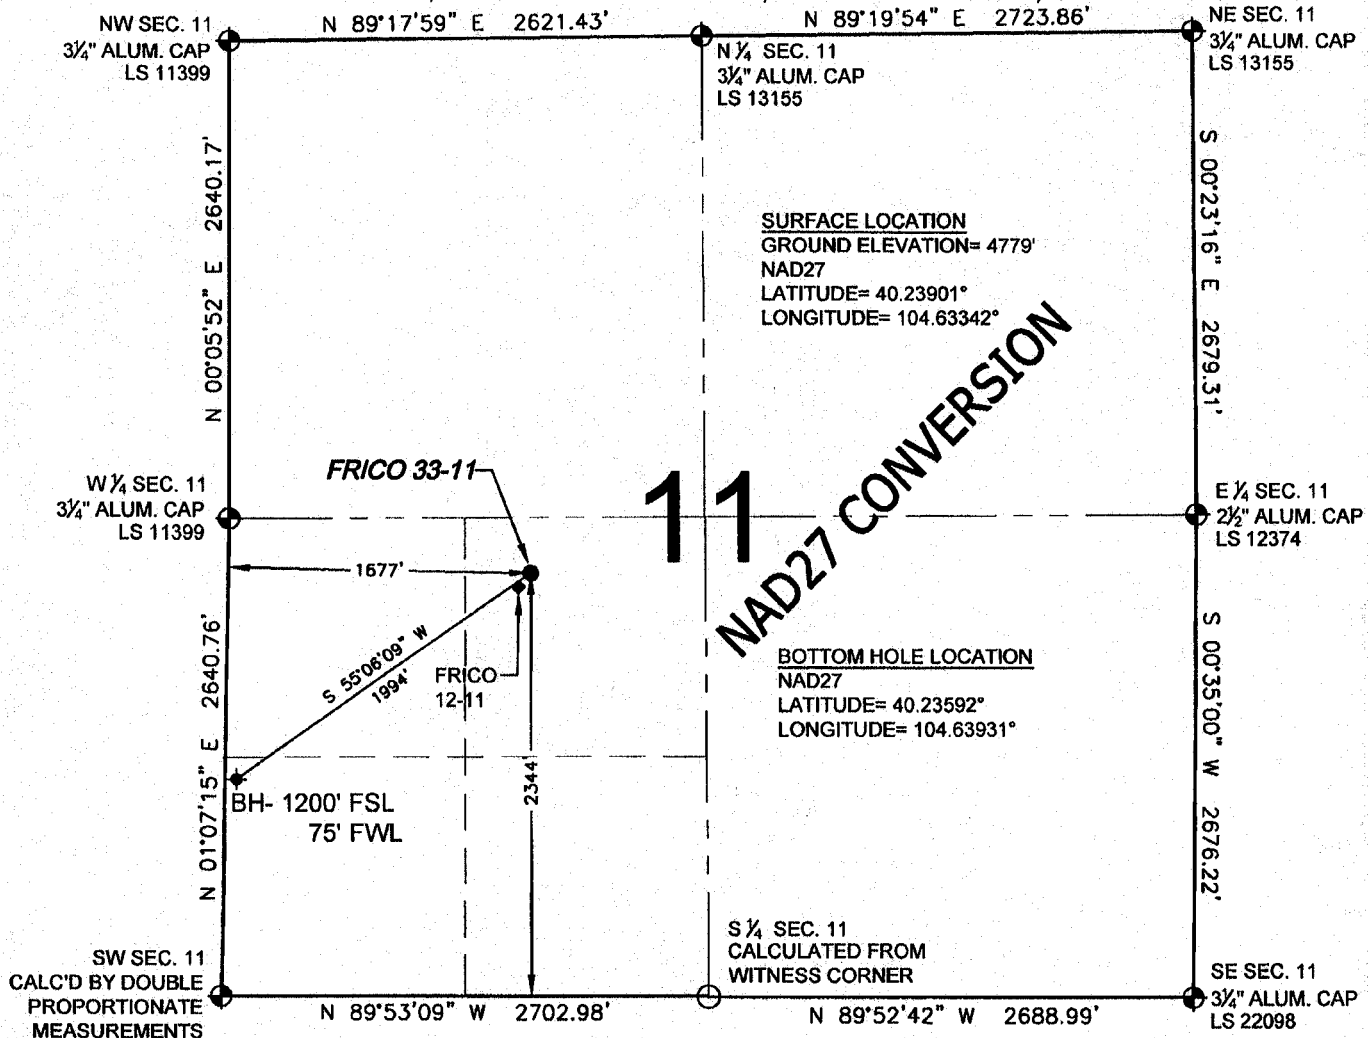 N 89°17'59" E 2621.43'
N 89°19'54" E 2723.86'
NW SEC. 11
3¼" ALUM. CAP
LS 11399
N ¼ SEC. 11
3¼" ALUM. CAP
LS 13155
NE SEC. 11
3¼" ALUM. CAP
LS 13155
N 00°05'52" E 2640.17'
S 00°23'16" E 2679.31'
SURFACE LOCATION
GROUND ELEVATION= 4779'
NAD27
LATITUDE= 40.23901°
LONGITUDE= 104.63342°
NAD27 CONVERSION
FRICO 33-11
11
W ¼ SEC. 11
3¼" ALUM. CAP
LS 11399
E ¼ SEC. 11
2½" ALUM. CAP
LS 12374
1677'
S 55°06'09" W
1994'
FRICO
12-11
2344'
N 01°07'15" E 2640.76'
S 00°35'00" W 2676.22'
BOTTOM HOLE LOCATION
NAD27
LATITUDE= 40.23592°
LONGITUDE= 104.63931°
BH- 1200' FSL
75' FWL
SW SEC. 11
CALC'D BY DOUBLE
PROPORTIONATE
MEASUREMENTS
S ¼ SEC. 11
CALCULATED FROM
WITNESS CORNER
SE SEC. 11
3¼" ALUM. CAP
LS 22098
N 89°53'09" W 2702.98'
N 89°52'42" W 2688.99'